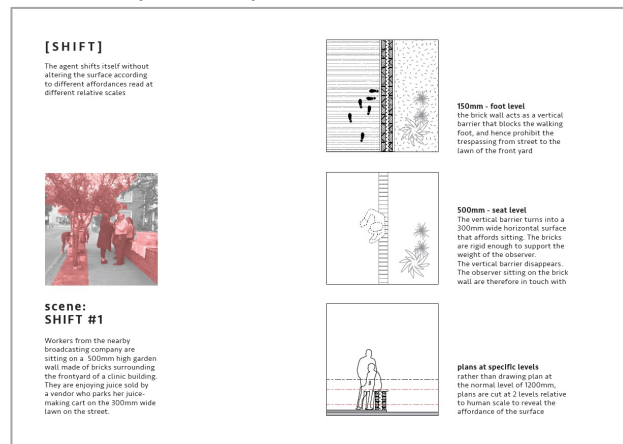 [SHIFT]
The agent shifts itself without
altering the surface according
to different affordances read at
different relative scales
150mm - foot level
the brick wall acts as a vertical
barrier that blocks the walking
foot, and hence prohibit the
trespassing from street to the
lawn of the front yard
500mm - seat level
The vertical barrier turns into a
300mm wide horizontal surface
that affords sitting. The bricks
are rigid enough to support the
weight of the observer.
The vertical barrier disappears.
The observer sitting on the brick
wall are therefore in touch with
scene:
SHIFT #1
Workers from the nearby
broadcasting company are
sitting on a 500mm high garden
wall made of bricks surrounding
the frontyard of a clinic building.
They are enjoying juice sold by
a vendor who parks her juice-
making cart on the 300mm wide
lawn on the street.
plans at specific levels
rather than drawing plan at
the normal level of 1200mm,
plans are cut at 2 levels relative
to human scale to reveal the
affordance of the surface